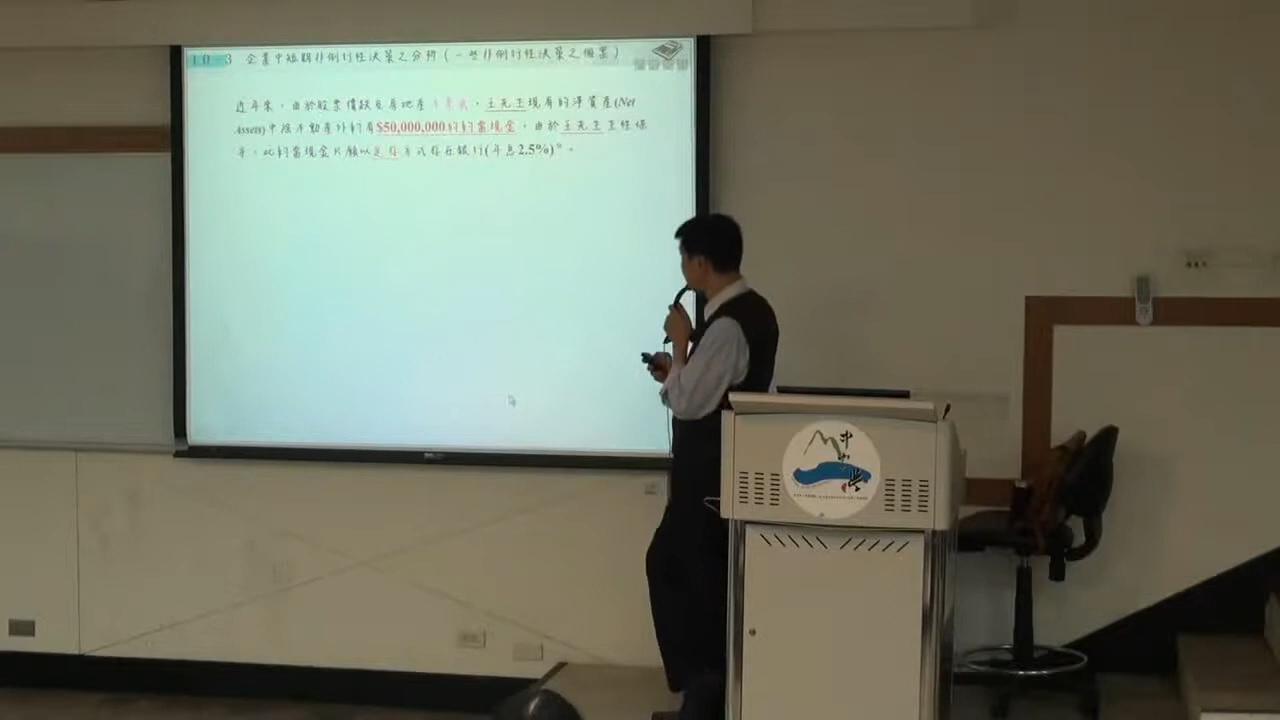 10-3 企業中短期非例行性決策之分析（一些非例行性決策之個案）
近年來，由於股票價跌及房地產不景氣，王先生現有的淨資產(Net
Assets)中除不動產外約有$50,000,000的約當現金，由於王先生生性保
守，此約當現金只願以定存方式存在銀行(年息2.5%)。
中興